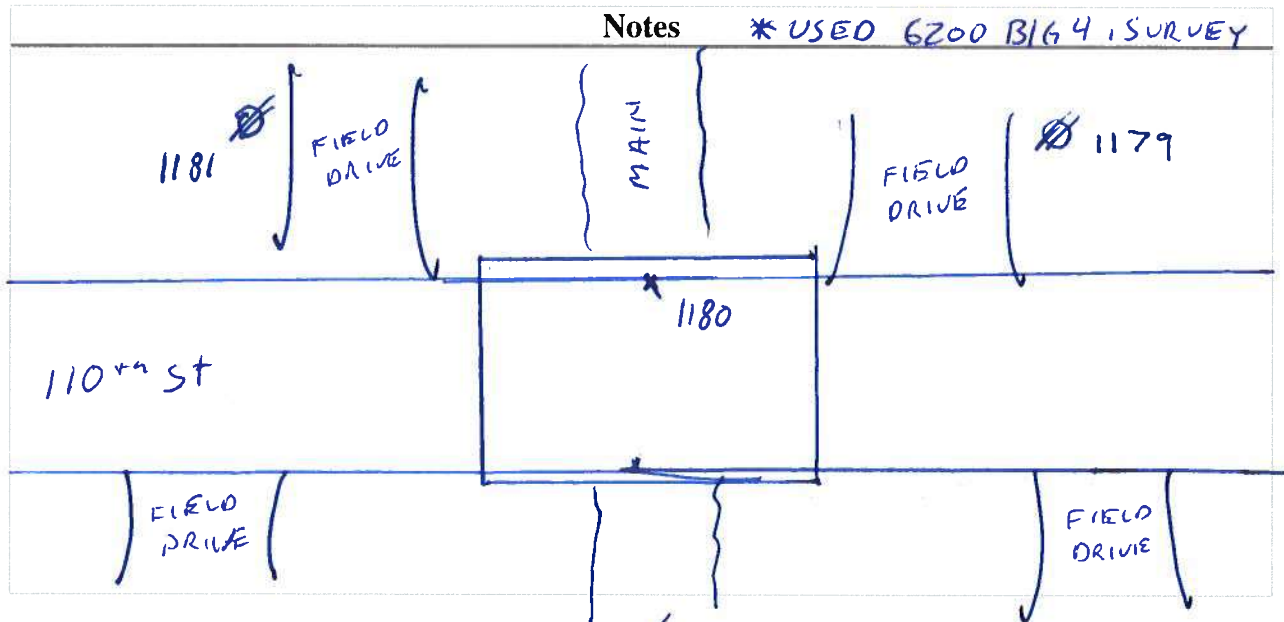 Notes * USED 6200 BIG 4 , SURVEY
1181
FIELD
DRIVE
MAIN
FIELD
DRIVE
1179
1180
110th St
FIELD
DRIVE
FIELD
DRIVE